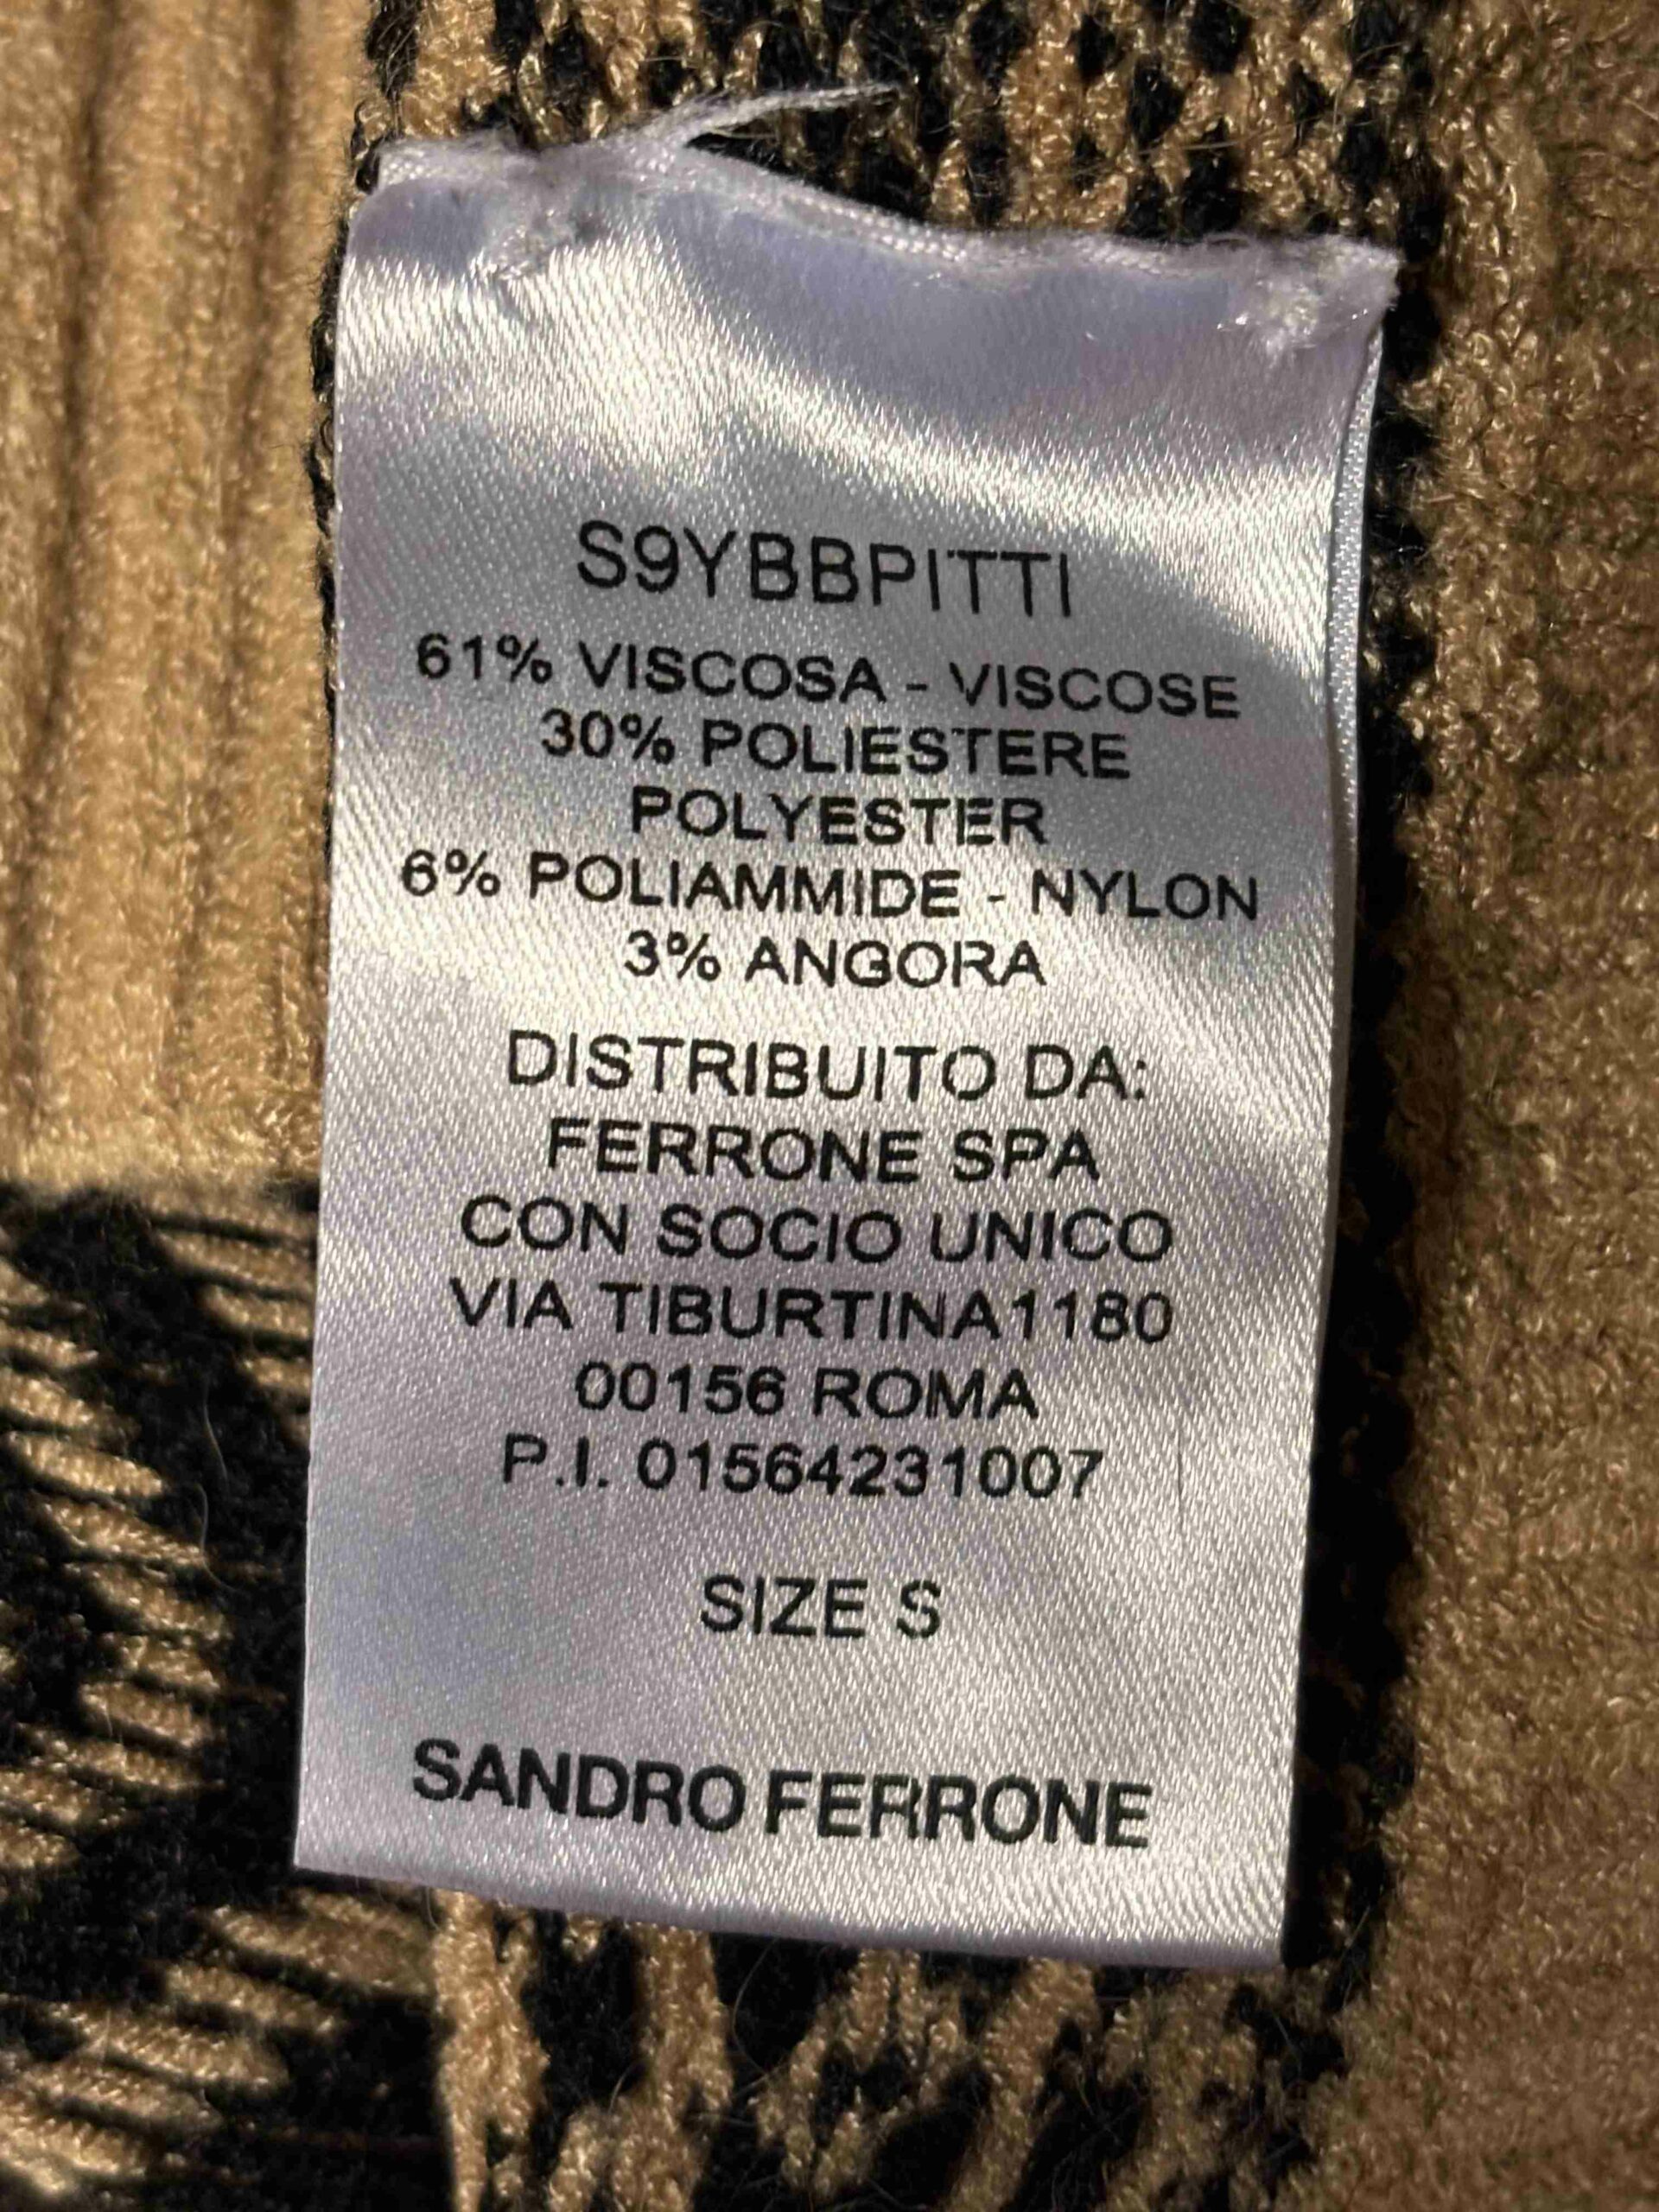 S9YBBPITTI
61% VISCOSA - VISCOSE
30% POLIESTERE
POLYESTER
6% POLIAMMIDE - NYLON
3% ANGORA
DISTRIBUITO DA:
FERRONE SPA
CON SOCIO UNICO
VIA TIBURTINA1180
00156 ROMA
P.I. 01564231007
SIZE S
SANDRO FERRONE